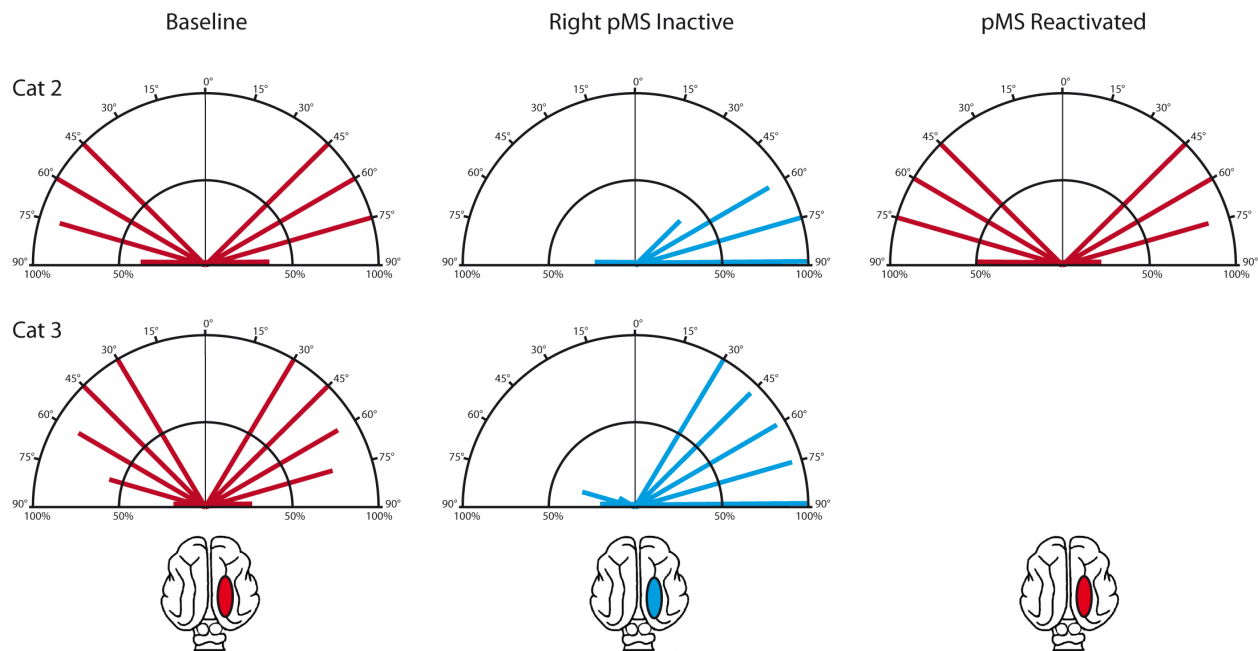 Baseline Right pMS Inactive pMS Reactivated
Cat 2
0° 0° 0°
15° 15° 15° 15° 15° 15°
30° 30° 30° 30° 30° 30°
45° 45° 45° 45° 45° 45°
60° 60° 60° 60° 60° 60°
75° 75° 75° 75° 75° 75°
90° 90° 90° 90° 90° 90°
100% 50% 50% 100% 100% 50% 50% 100% 100% 50% 50% 100%
Cat 3
0° 0°
15° 15° 15° 15°
30° 30° 30° 30°
45° 45° 45° 45°
60° 60° 60° 60°
75° 75° 75° 75°
90° 90° 90° 90°
100% 50% 50% 100% 100% 50% 50% 100%